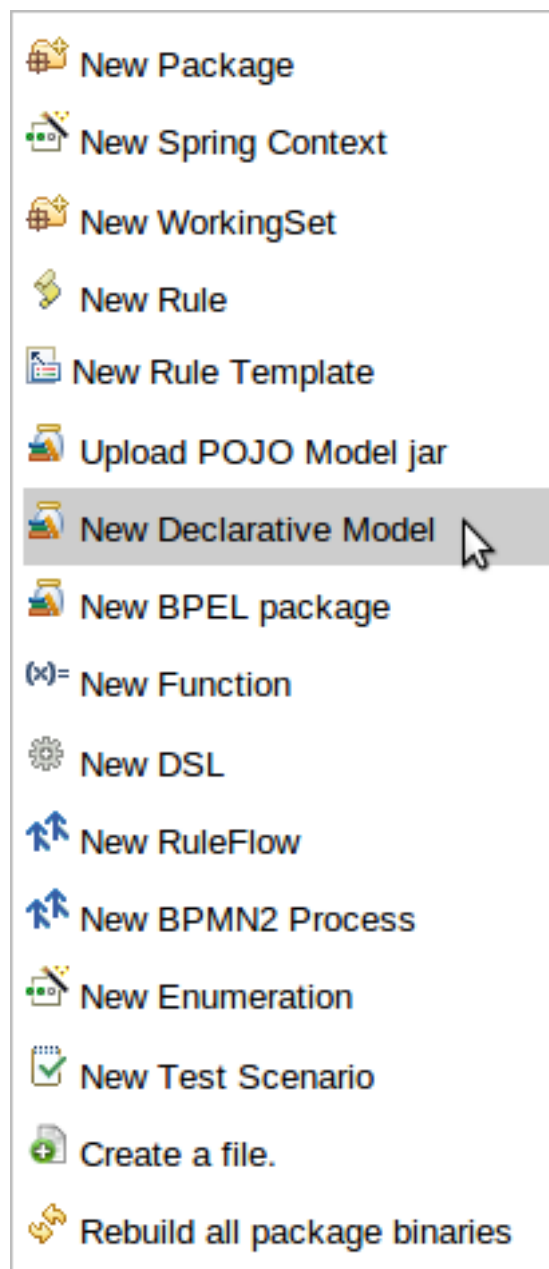 New Package
New Spring Context
New WorkingSet
New Rule
New Rule Template
Upload POJO Model jar
New Declarative Model
New BPEL package
(x)= New Function
New DSL
New RuleFlow
New BPMN2 Process
New Enumeration
New Test Scenario
Create a file.
Rebuild all package binaries